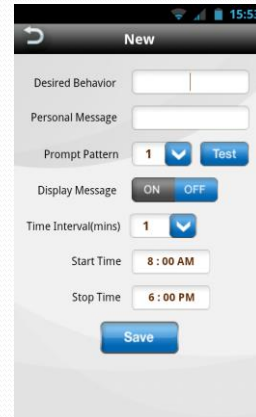 15:53
New
Desired Behavior
Personal Message
Prompt Pattern 1 Test
Display Message ON OFF
Time Interval(mins) 1
Start Time 8 : 00 AM
Stop Time 6 : 00 PM
Save